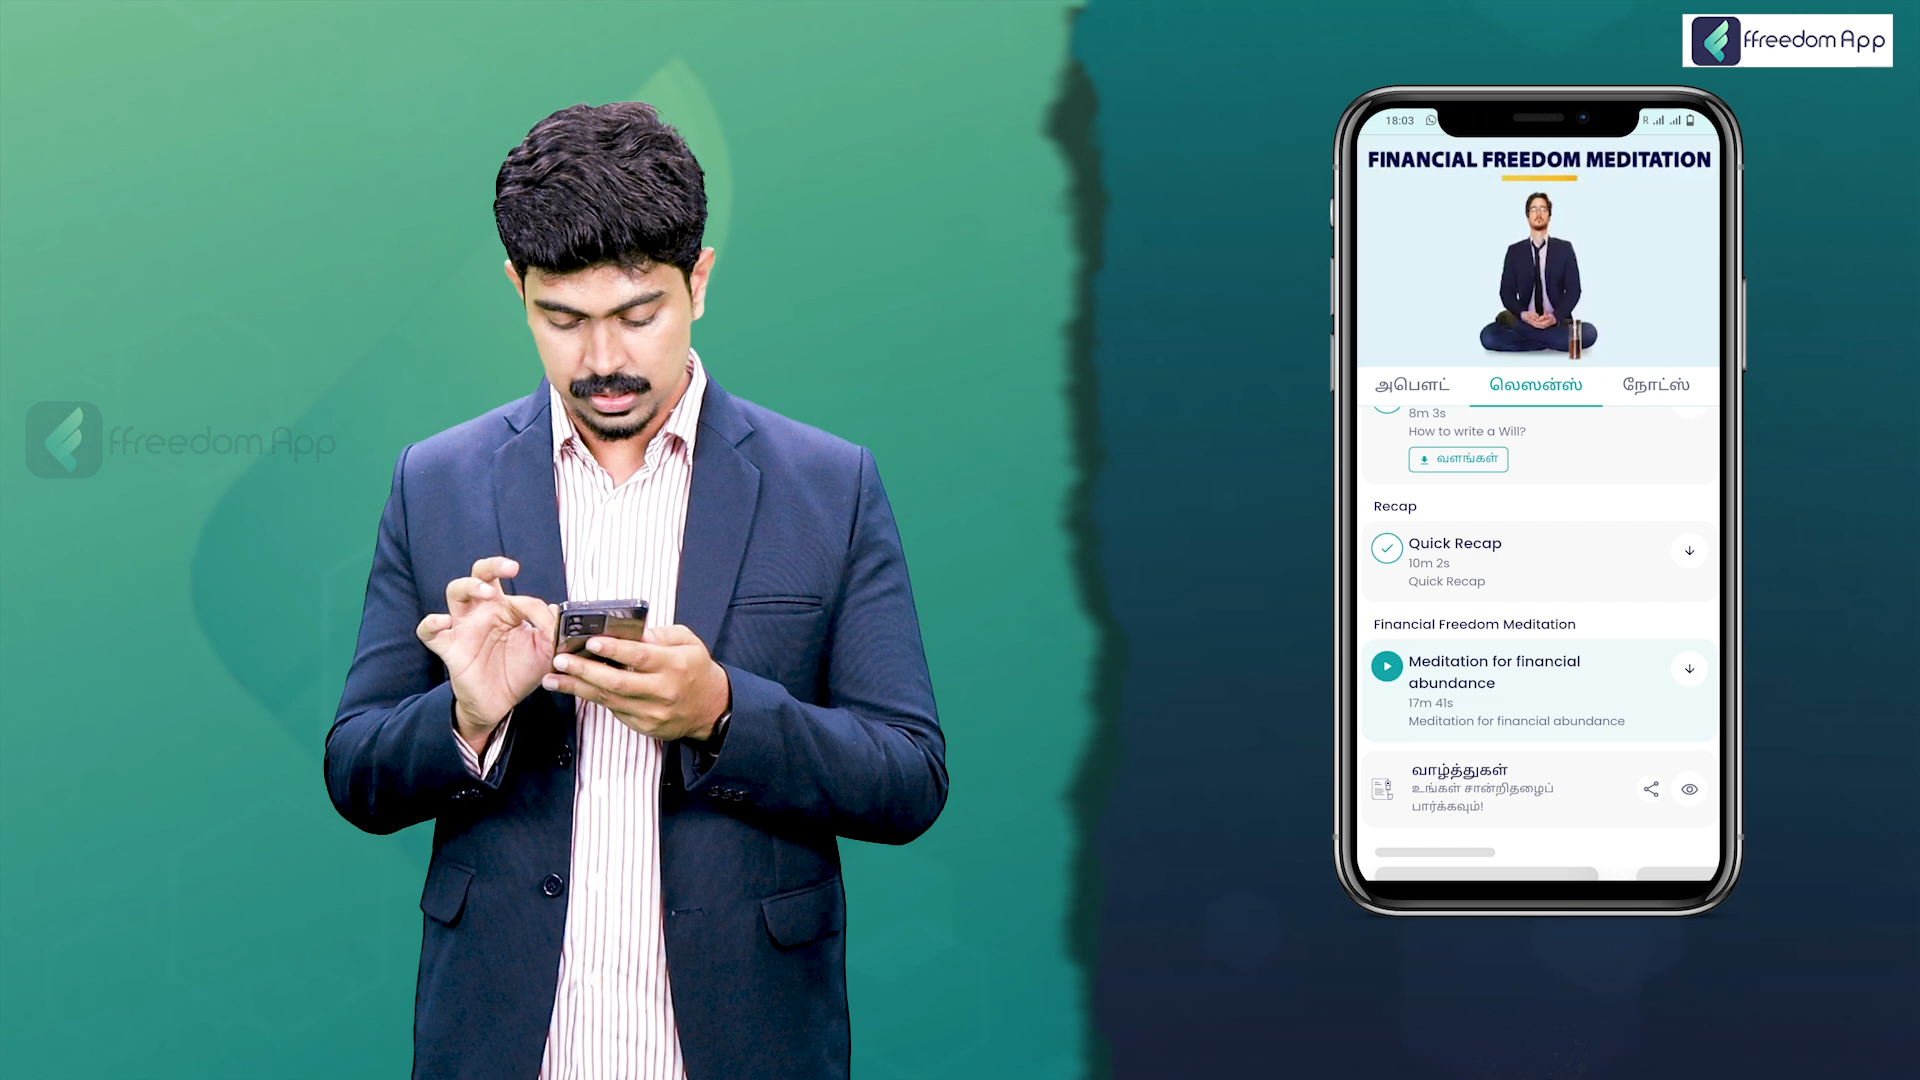 ffreedom App
ffreedom App
18:03
R
FINANCIAL FREEDOM MEDITATION
அபௌட்
லெஸன்ஸ்
நோட்ஸ்
8m 3s
How to write a Will?
வளங்கள்
Recap
Quick Recap
10m 2s
Quick Recap
Financial Freedom Meditation
Meditation for financial
abundance
17m 41s
Meditation for financial abundance
வாழ்த்துகள்
உங்கள் சான்றிதழைப்
பார்க்கவும்!